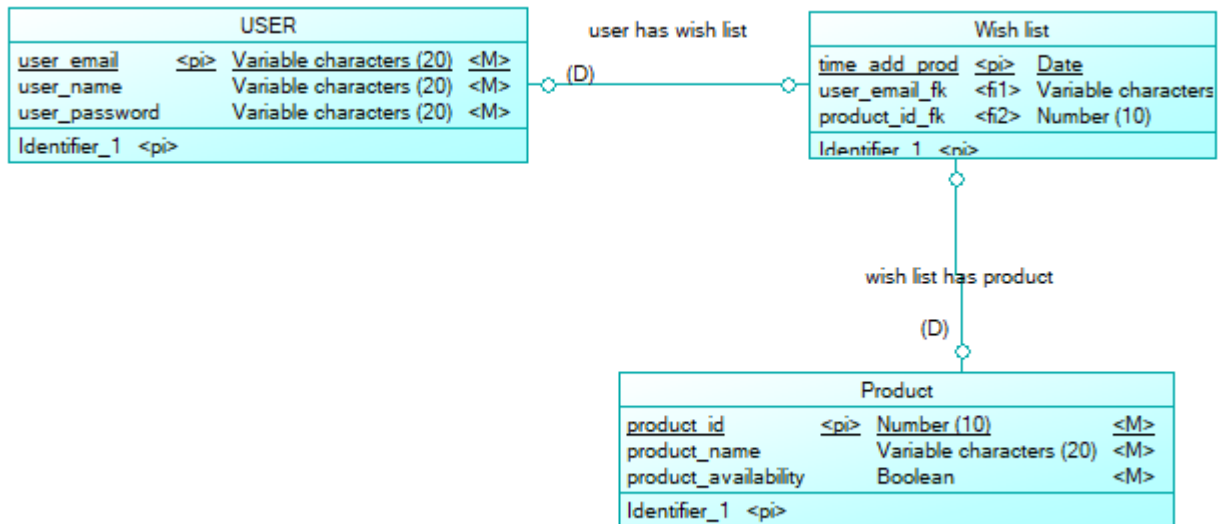 USER
user_email <pi> Variable characters (20) <M>
user_name Variable characters (20) <M>
user_password Variable characters (20) <M>
Identifier_1 <pi>
user has wish list
(D)
Wish list
time_add_prod <pi> Date
user_email_fk <fi1> Variable characters
product_id_fk <fi2> Number (10)
Identifier_1 <pi>
wish list has product
(D)
Product
product_id <pi> Number (10) <M>
product_name Variable characters (20) <M>
product_availability Boolean <M>
Identifier_1 <pi>